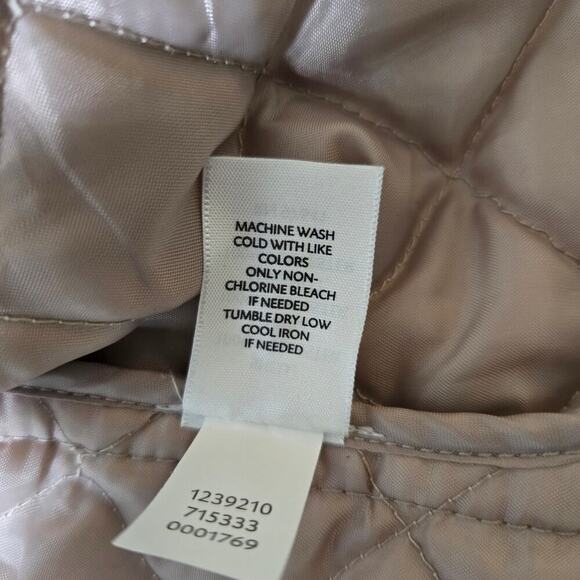 MACHINE WASH
COLD WITH LIKE
COLORS
ONLY NON-
CHLORINE BLEACH
IF NEEDED
TUMBLE DRY LOW
COOL IRON
IF NEEDED
1239210
715333
0001769